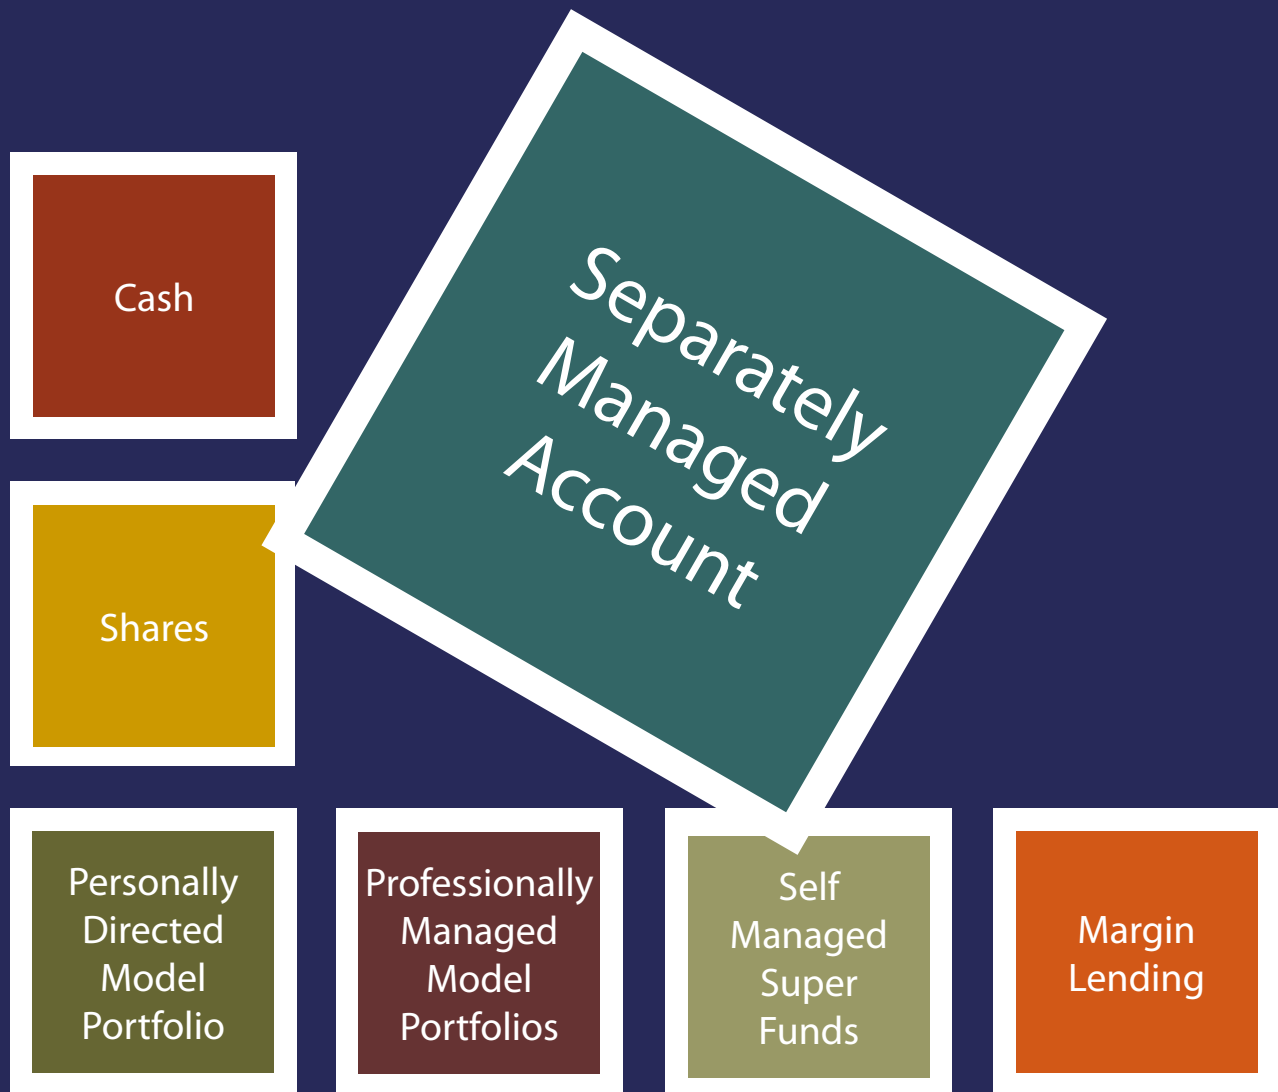 Separately
Managed
Account
Cash
Shares
Personally
Directed
Model
Portfolio
Professionally
Managed
Model
Portfolios
Self
Managed
Super
Funds
Margin
Lending